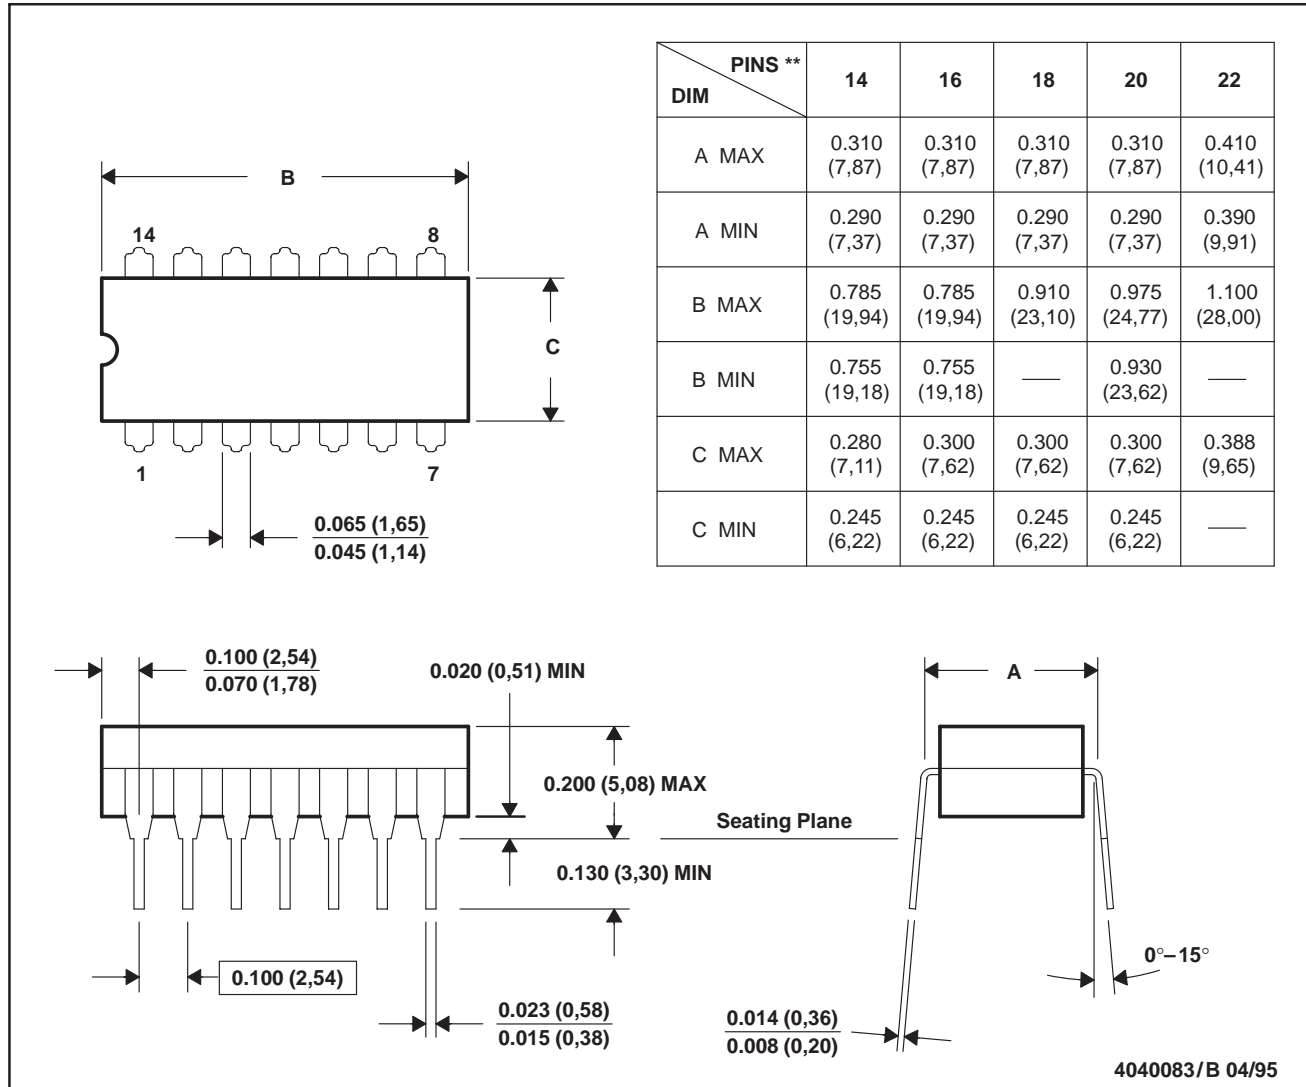 PINS ** 14 16 18 20 22
DIM
A MAX 0.310 (7,87) 0.310 (7,87) 0.310 (7,87) 0.310 (7,87) 0.410 (10,41)
A MIN 0.290 (7,37) 0.290 (7,37) 0.290 (7,37) 0.290 (7,37) 0.390 (9,91)
B MAX 0.785 (19,94) 0.785 (19,94) 0.910 (23,10) 0.975 (24,77) 1.100 (28,00)
B MIN 0.755 (19,18) 0.755 (19,18) — 0.930 (23,62) —
C MAX 0.280 (7,11) 0.300 (7,62) 0.300 (7,62) 0.300 (7,62) 0.388 (9,65)
C MIN 0.245 (6,22) 0.245 (6,22) 0.245 (6,22) 0.245 (6,22) —
B
14 8
C
1 7
0.065 (1,65)
0.045 (1,14)
0.100 (2,54)
0.070 (1,78)
0.020 (0,51) MIN
A
0.200 (5,08) MAX
Seating Plane
0.130 (3,30) MIN
0.100 (2,54)
0°–15°
0.023 (0,58)
0.015 (0,38)
0.014 (0,36)
0.008 (0,20)
4040083/B 04/95